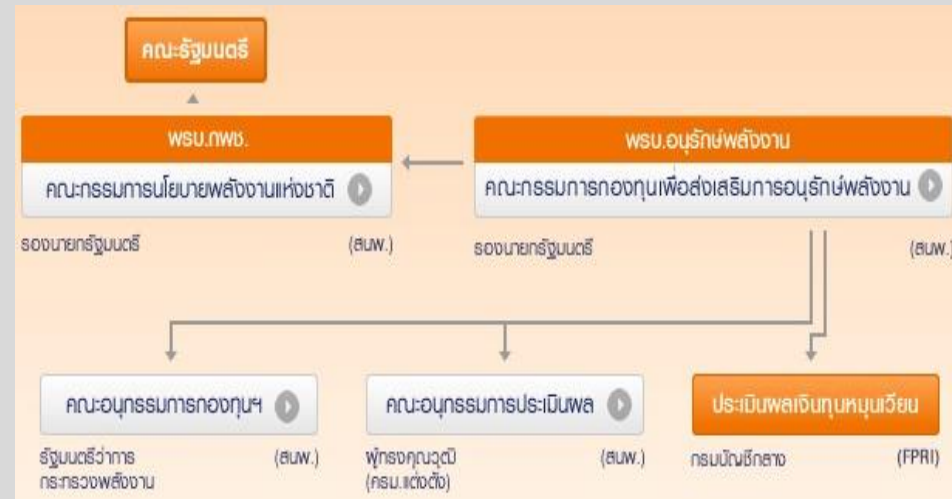 คณะรัฐมนตรี
พรบ.กพช.
คณะกรรมการนโยบายพลังงานแห่งชาติ
รองนายกรัฐมนตรี (สนพ.)
พรบ.อนุรักษ์พลังงาน
คณะกรรมการกองทุนเพื่อส่งเสริมการอนุรักษ์พลังงาน
รองนายกรัฐมนตรี (สนพ.)
คณะอนุกรรมการกองทุนฯ
รัฐมนตรีว่าการ (สนพ.)
กระทรวงพลังงาน
คณะอนุกรรมการประเมินผล
ผู้ทรงคุณวุฒิ (สนพ.)
(ครม.แต่งตั้ง)
ประเมินผลเงินทุนหมุนเวียน
กรมบัญชีกลาง (FPRI)